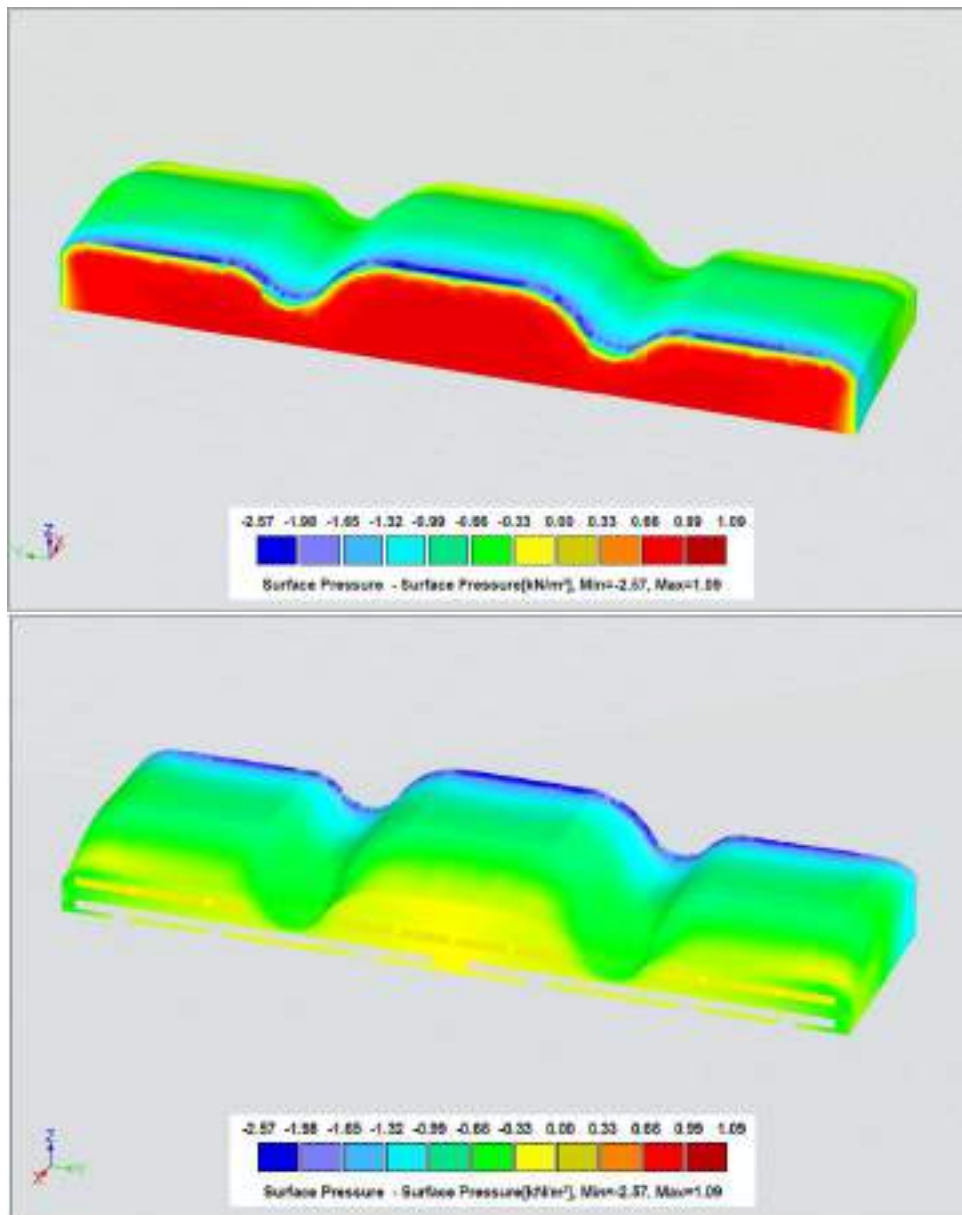 -2.57 -1.98 -1.65 -1.32 -0.99 -0.66 -0.33 0.00 0.33 0.66 0.99 1.09
Surface Pressure - Surface Pressure[kN/m²], Min=-2.57, Max=1.09
-2.57 -1.98 -1.65 -1.32 -0.99 -0.66 -0.33 0.00 0.33 0.66 0.99 1.09
Surface Pressure - Surface Pressure[kN/m²], Min=-2.57, Max=1.09